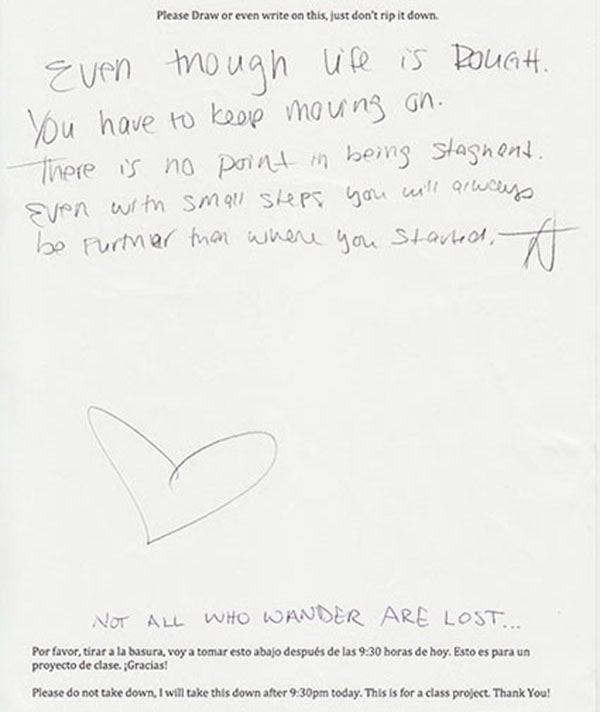 Please Draw or even write on this, just don't rip it down.
Even though life is ROUGH.
You have to keep moving on.
There is no point in being stagnent.
Even with small steps you will always
be further than where you started.
NOT ALL WHO WANDER ARE LOST...
Por favor, tirar a la basura, voy a tomar esto abajo después de las 9:30 horas de hoy. Esto es para un
proyecto de clase. ¡Gracias!
Please do not take down, I will take this down after 9:30pm today. This is for a class project. Thank You!